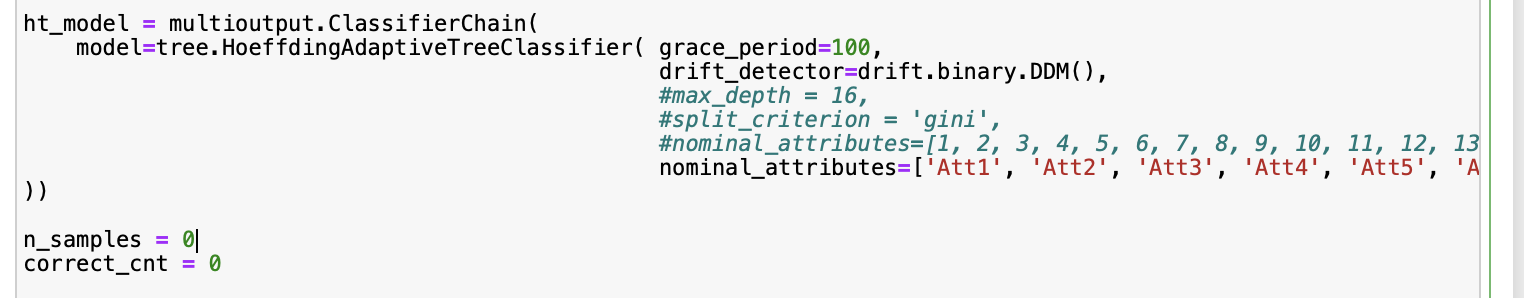 ht_model = multioutput.ClassifierChain(
model=tree.HoeffdingAdaptiveTreeClassifier( grace_period=100,
drift_detector=drift.binary.DDM(),
#max_depth = 16,
#split_criterion = 'gini',
#nominal_attributes=[1, 2, 3, 4, 5, 6, 7, 8, 9, 10, 11, 12, 13
nominal_attributes=['Att1', 'Att2', 'Att3', 'Att4', 'Att5', 'A
))
n_samples = 0
correct_cnt = 0